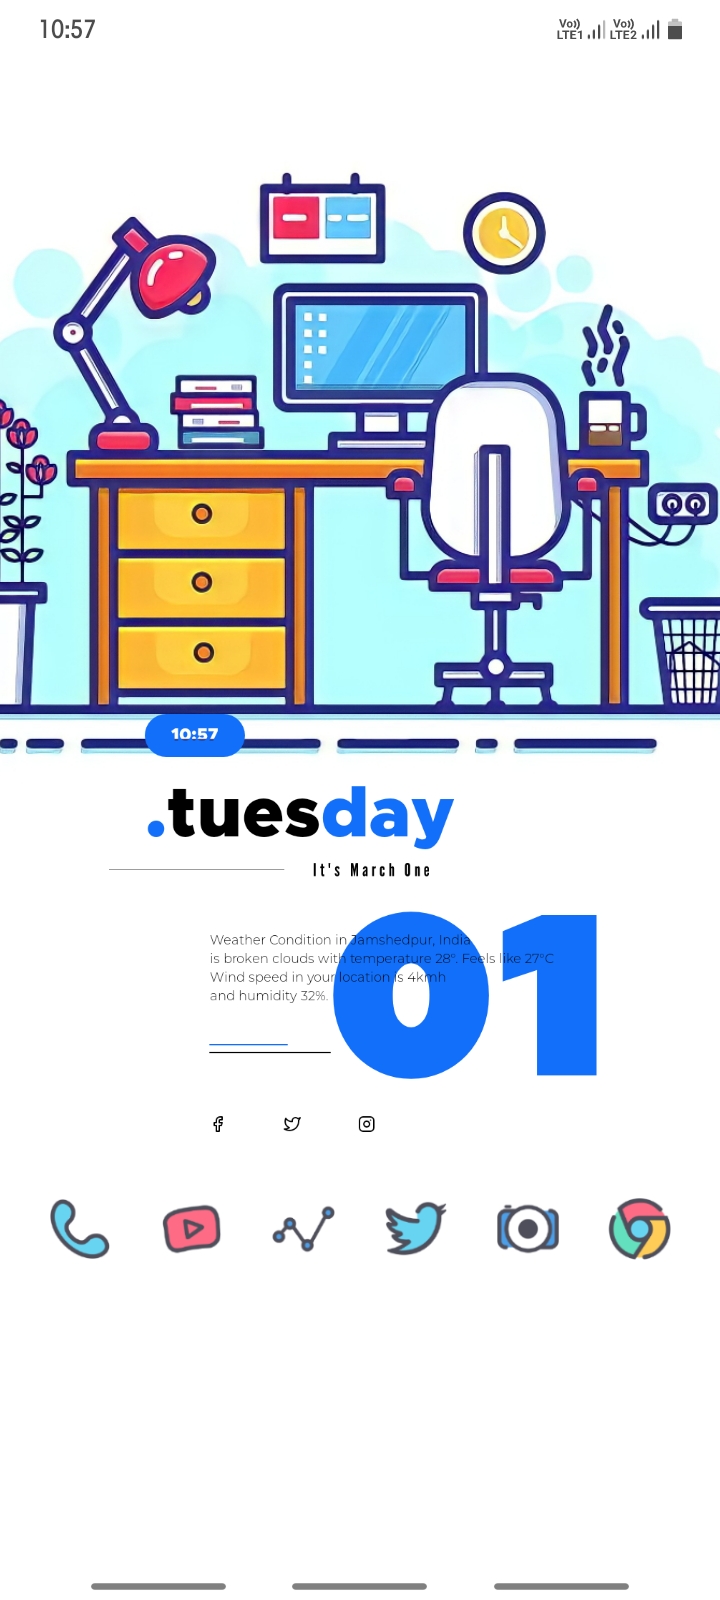 10:57
Vo)) LTE1 Vo)) LTE2
10:57
.tuesday
It's March One
01
Weather Condition in Jamshedpur, India
is broken clouds with temperature 28°. Feels like 27°C
Wind speed in your location is 4kmh
and humidity 32%.